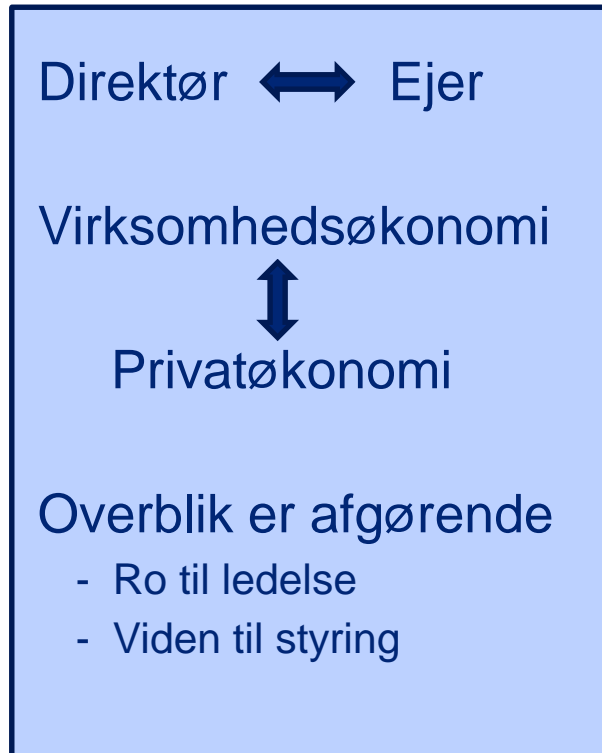 Direktør Ejer
Virksomhedsøkonomi
Privatøkonomi
Overblik er afgørende
- Ro til ledelse
- Viden til styring